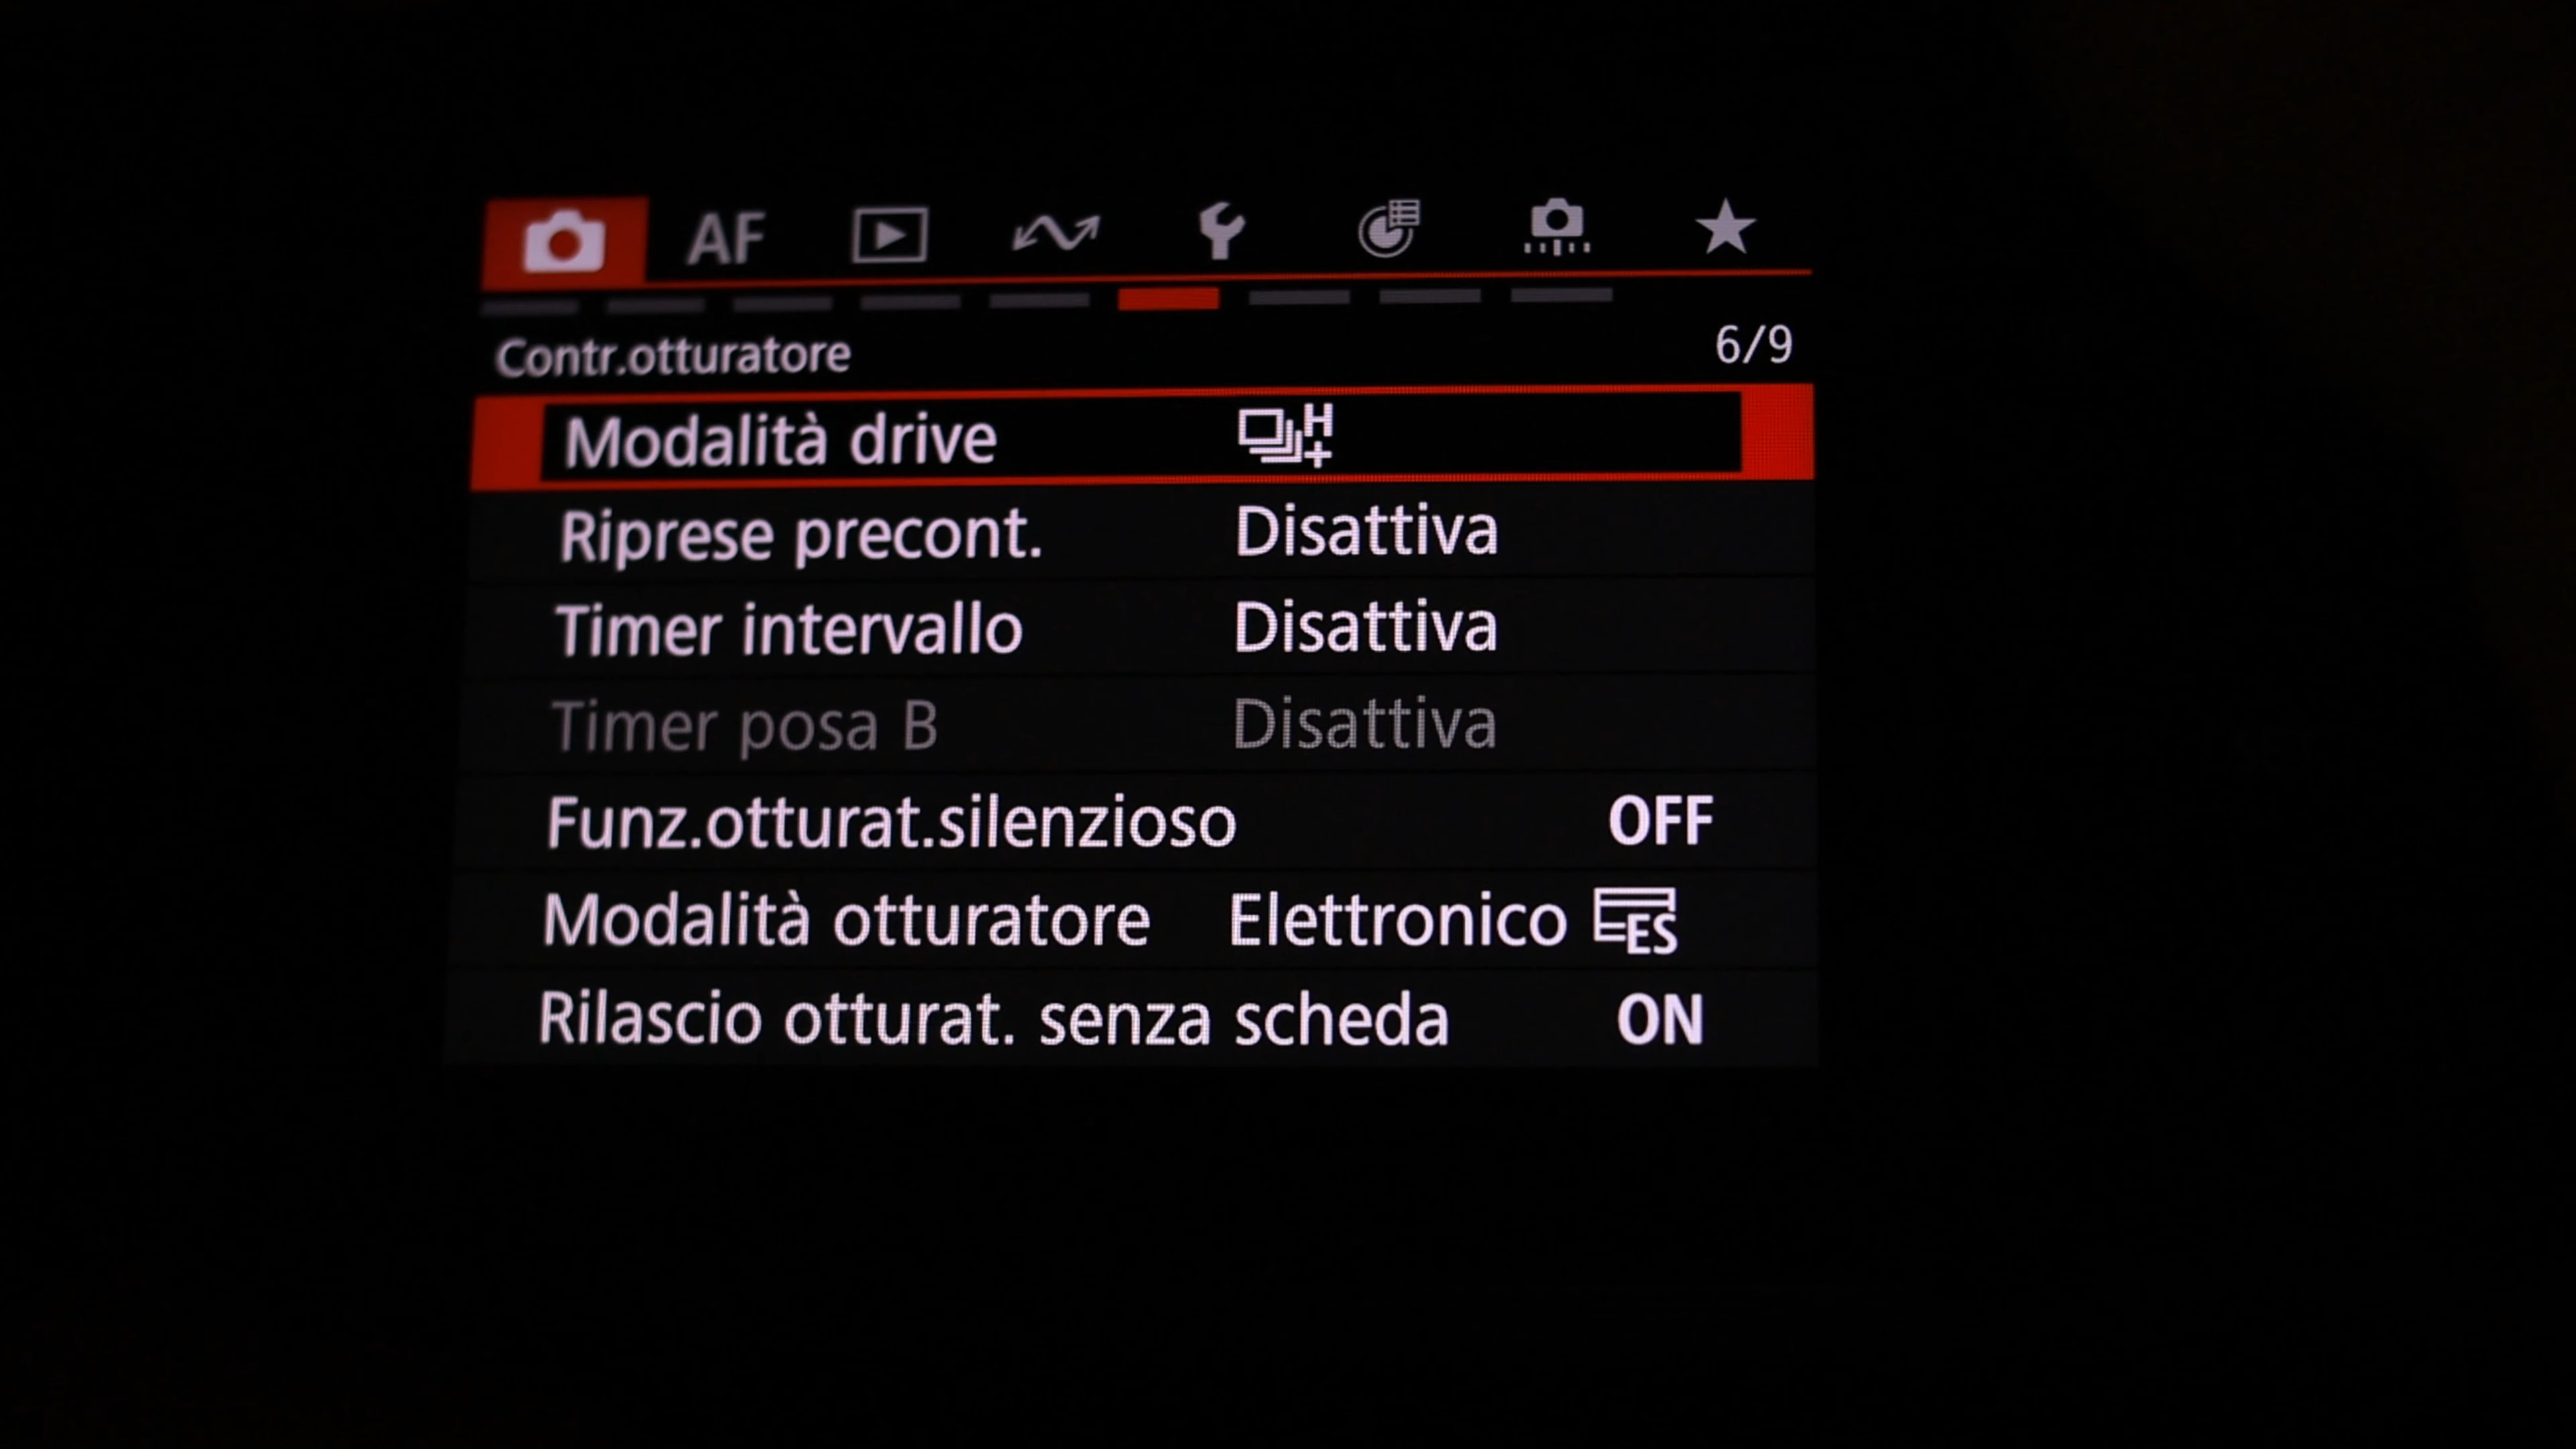 AF
Contr.otturatore 6/9
Modalità drive H+
Riprese precont. Disattiva
Timer intervallo Disattiva
Timer posa B Disattiva
Funz.otturat.silenzioso OFF
Modalità otturatore Elettronico ES
Rilascio otturat. senza scheda ON